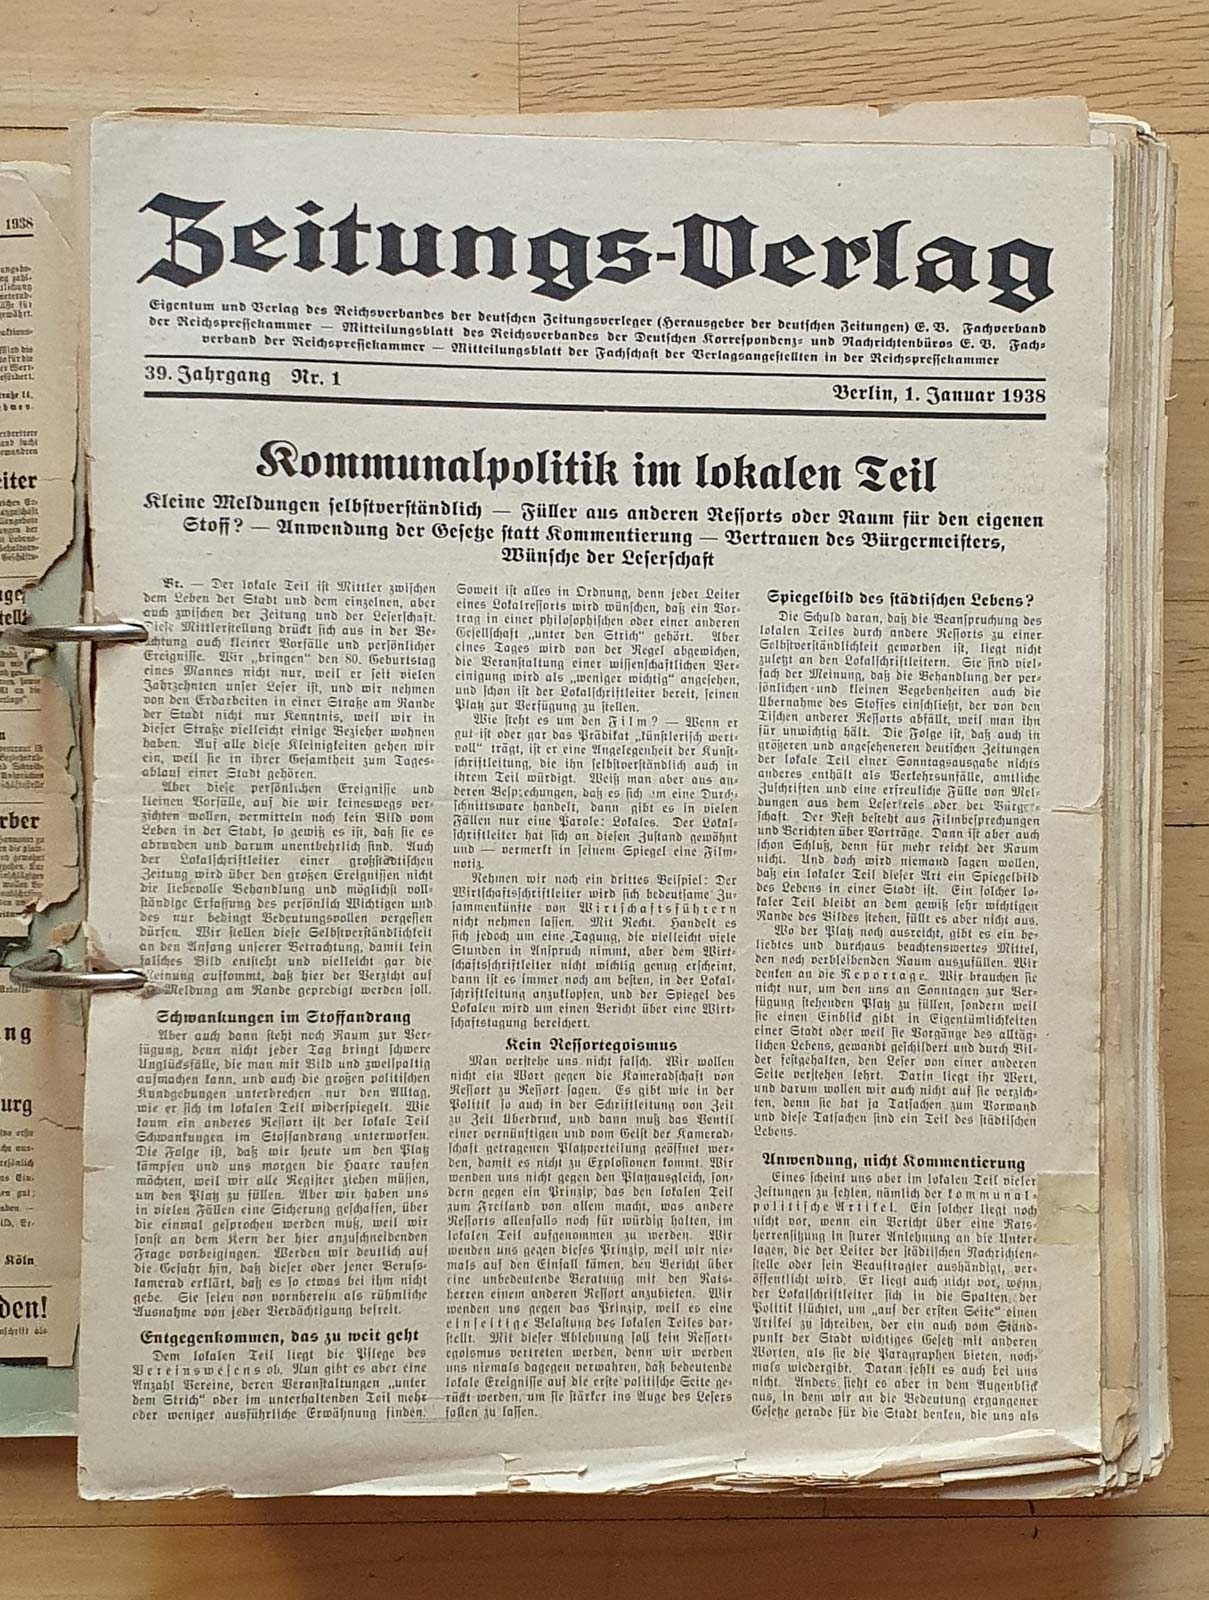 Zeitungs-Verlag
Eigentum und Verlag des Reichsverbandes der deutschen Zeitungsverleger (Herausgeber der deutschen Zeitungen) E. V. Fachverband
der Reichspressekammer — Mitteilungsblatt des Reichsverbandes der Deutschen Korrespondenz- und Nachrichtenbüros E. V. Fach-
verband der Reichspressekammer — Mitteilungsblatt der Fachschaft der Verlagsangestellten in der Reichspressekammer
39. Jahrgang Nr. 1
Berlin, 1. Januar 1938
Kommunalpolitik im lokalen Teil
Kleine Meldungen selbstverständlich — Füller aus anderen Ressorts oder Raum für den eigenen
Stoff? — Anwendung der Gesetze statt Kommentierung — Vertrauen des Bürgermeisters,
Wünsche der Leserschaft
Br. — Der lokale Teil ist Mittler zwischen
dem Leben der Stadt und dem einzelnen, aber
auch zwischen der Zeitung und der Leserschaft.
Diese Mittlerstellung drückt sich aus in der Be-
achtung auch kleiner Vorfälle und persönlicher
Ereignisse. Wir „bringen“ den 80. Geburtstag
eines Mannes nicht nur, weil er seit vielen
Jahrzehnten unser Leser ist, und wir nehmen
von den Erdarbeiten in einer Straße am Rande
der Stadt nicht nur Kenntnis, weil wir in
dieser Straße vielleicht einige Bezieher wohnen
haben. Auf alle diese Kleinigkeiten gehen wir
ein, weil sie in ihrer Gesamtheit zum Tages-
ablauf einer Stadt gehören.
Aber diese persönlichen Ereignisse und
kleinen Vorfälle, auf die wir keineswegs ver-
zichten wollen, vermitteln noch kein Bild vom
Leben in der Stadt, so gewiß es ist, daß sie es
abrunden und darum unentbehrlich sind. Auch
der Lokalschriftleiter einer großstädtischen
Zeitung wird über den großen Ereignissen nicht
die liebevolle Behandlung und möglichst voll-
ständige Erfassung des persönlich Wichtigen und
des nur bedingt Bedeutungsvollen vergessen
dürfen. Wir stellen diese Selbstverständlichkeit
an den Anfang unserer Betrachtung, damit kein
falsches Bild entsteht und vielleicht gar die
Meinung aufkommt, daß hier der Verzicht auf
Meldung am Rande gepredigt werden soll.
Schwankungen im Stoffandrang
Aber auch dann steht noch Raum zur Ver-
fügung, denn nicht jeder Tag bringt schwere
Unglücksfälle, die man mit Bild und zweispaltig
aufmachen kann, und auch die großen politischen
Kundgebungen unterbrechen nur den Alltag,
wie er sich im lokalen Teil widerspiegelt. Wie
kaum ein anderes Ressort ist der lokale Teil
Schwankungen im Stoffandrang unterworfen.
Die Folge ist, daß wir heute um den Platz
kämpfen und uns morgen die Haare raufen
möchten, weil wir alle Register ziehen müssen,
um den Platz zu füllen. Aber wir haben uns
in vielen Fällen eine Sicherung geschaffen, über
die einmal gesprochen werden muß, weil wir
sonst an dem Kern der hier anzuschneidenden
Frage vorbeigingen. Werden wir deutlich auf
die Gefahr hin, daß dieser oder jener Berufs-
kamerad erklärt, daß es so etwas bei ihm nicht
gebe. Sie seien von vornherein als rühmliche
Ausnahme von jeder Verdächtigung befreit.
Entgegenkommen, das zu weit geht
Dem lokalen Teil liegt die Pflege des
Vereinswesens ob. Nun gibt es aber eine
Anzahl Vereine, deren Veranstaltungen „unter
dem Strich“ oder im unterhaltenden Teil mehr
oder weniger ausführliche Erwähnung finden.
Soweit ist alles in Ordnung, denn jeder Leiter
eines Lokalressorts wird wünschen, daß ein Vor-
trag in einer philosophischen oder einer anderen
Gesellschaft „unter den Strich“ gehört. Aber
eines Tages wird von der Regel abgewichen,
die Veranstaltung einer wissenschaftlichen Ver-
einigung wird als „weniger wichtig“ angesehen,
und schon ist der Lokalschriftleiter bereit, seinen
Platz zur Verfügung zu stellen.
Wie steht es um den Film? — Wenn er
gut ist oder gar das Prädikat „künstlerisch wert-
voll“ trägt, ist er eine Angelegenheit der Kunst-
schriftleitung, die ihn selbstverständlich auch in
ihrem Teil würdigt. Weiß man aber aus an-
deren Besprechungen, daß es sich um eine Durch-
schnittsware handelt, dann gibt es in vielen
Fällen nur eine Parole: Lokales. Der Lokal-
schriftleiter hat sich an diesen Zustand gewöhnt
und — vermerkt in seinem Spiegel eine Film-
notiz.
Nehmen wir noch ein drittes Beispiel: Der
Wirtschaftsschriftleiter wird sich bedeutsame Zu-
sammenkünfte von Wirtschaftsführern
nicht nehmen lassen. Mit Recht. Handelt es
sich jedoch um eine Tagung, die vielleicht viele
Stunden in Anspruch nimmt, aber dem Wirt-
schaftsschriftleiter nicht wichtig genug erscheint,
dann ist es immer noch am besten, in der Lokal-
schriftleitung anzuklopfen, und der Spiegel des
Lokalen wird um einen Bericht über eine Wirt-
schaftstagung bereichert.
Kein Ressortegoismus
Man verstehe uns nicht falsch. Wir wollen
nicht ein Wort gegen die Kameradschaft von
Ressort zu Ressort sagen. Es gibt wie in der
Politik so auch in der Schriftleitung von Zeit
zu Zeit Überdruck, und dann muß das Ventil
einer vernünftigen und vom Geist der Kamerad-
schaft getragenen Platzverteilung geöffnet wer-
den, damit es nicht zu Explosionen kommt. Wir
wenden uns nicht gegen den Platzausgleich, son-
dern gegen ein Prinzip, das den lokalen Teil
zum Freiland von allem macht, was andere
Ressorts allenfalls noch für würdig halten, im
lokalen Teil aufgenommen zu werden. Wir
wenden uns gegen dieses Prinzip, weil wir nie-
mals auf den Einfall kämen, den Bericht über
eine unbedeutende Beratung mit den Rats-
herren einem anderen Ressort anzubieten. Wir
wenden uns gegen das Prinzip, weil es eine
einseitige Belastung des lokalen Teiles dar-
stellt. Mit dieser Ablehnung soll kein Ressort-
egoismus vertreten werden, denn wir werden
uns niemals dagegen verwahren, daß bedeutende
lokale Ereignisse auf die erste politische Seite ge-
rückt werden, um sie stärker ins Auge des Lesers
fallen zu lassen.
Spiegelbild des städtischen Lebens?
Die Schuld daran, daß die Beanspruchung des
lokalen Teiles durch andere Ressorts zu einer
Selbstverständlichkeit geworden ist, liegt nicht
zuletzt an den Lokalschriftleitern. Sie sind viel-
fach der Meinung, daß die Behandlung der per-
sönlichen und kleinen Begebenheiten auch die
Übernahme des Stoffes einschließt, der von den
Tischen anderer Ressorts abfällt, weil man ihn
für unwichtig hält. Die Folge ist, daß auch in
größeren und angeseheneren deutschen Zeitungen
der lokale Teil einer Sonntagsausgabe nichts
anderes enthält als Verkehrsunfälle, amtliche
Zuschriften und eine erfreuliche Fülle von Mel-
dungen aus dem Leserkreis oder der Bürger-
schaft. Der Rest besteht aus Filmbesprechungen
und Berichten über Vorträge. Dann ist aber auch
schon Schluß, denn für mehr reicht der Raum
nicht. Und doch wird niemand sagen wollen,
daß ein lokaler Teil dieser Art ein Spiegelbild
des Lebens in einer Stadt ist. Ein solcher lo-
kaler Teil bleibt an dem gewiß sehr wichtigen
Rande des Bildes stehen, füllt es aber nicht aus.
Wo der Platz noch ausreicht, gibt es ein be-
liebtes und durchaus beachtenswertes Mittel,
den noch verbleibenden Raum auszufüllen. Wir
denken an die Reportage. Wir brauchen sie
nicht nur, um den uns an Sonntagen zur Ver-
fügung stehenden Platz zu füllen, sondern weil
sie einen Einblick gibt in Eigentümlichkeiten
einer Stadt oder weil sie Vorgänge des alltäg-
lichen Lebens, gewandt geschildert und durch Bil-
der festgehalten, den Leser von einer anderen
Seite verstehen lehrt. Darin liegt ihr Wert,
und darum wollen wir auch nicht auf sie verzich-
ten, denn sie hat ja Tatsachen zum Vorwand
und diese Tatsachen sind ein Teil des städtischen
Lebens.
Anwendung, nicht Kommentierung
Eines scheint uns aber im lokalen Teil vieler
Zeitungen zu fehlen, nämlich der kommunal-
politische Artikel. Ein solcher liegt noch
nicht vor, wenn ein Bericht über eine Rats-
herrensitzung in sturer Anlehnung an die Unter-
lagen, die der Leiter der städtischen Nachrichten-
stelle oder sein Beauftragter aushändigt, ver-
öffentlicht wird. Er liegt auch nicht vor, wenn
der Lokalschriftleiter sich in die Spalten der
Politik flüchtet, um „auf der ersten Seite“ einen
Artikel zu schreiben, der ein auch vom Stand-
punkt der Stadt wichtiges Gesetz mit anderen
Worten, als sie die Paragraphen bieten, noch-
mals wiedergibt. Daran fehlt es auch bei uns
nicht. Anders sieht es aber in dem Augenblick
aus, in dem wir an die Bedeutung ergangener
Gesetze gerade für die Stadt denken, die uns als
1938
eiter
rber
urg
Köln